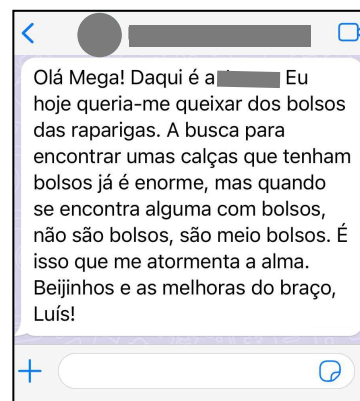 Olá Mega! Daqui é a Eu
hoje queria-me queixar dos bolsos
das raparigas. A busca para
encontrar umas calças que tenham
bolsos já é enorme, mas quando
se encontra alguma com bolsos,
não são bolsos, são meio bolsos. É
isso que me atormenta a alma.
Beijinhos e as melhoras do braço,
Luís!